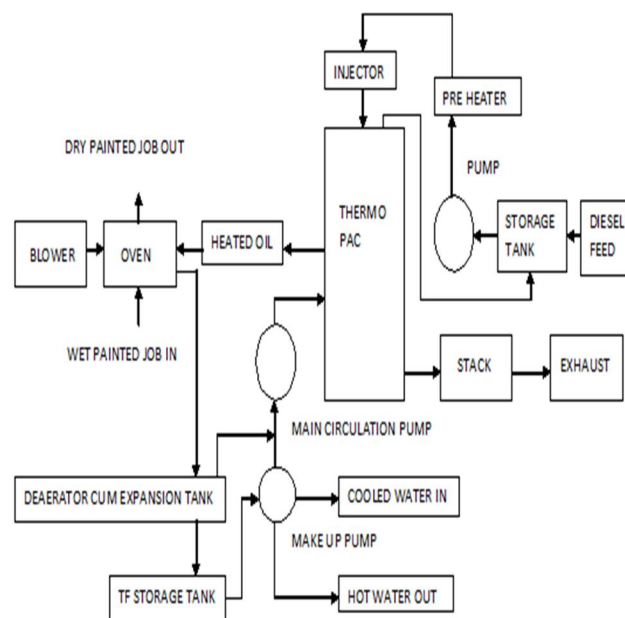 INJECTOR
PRE HEATER
DRY PAINTED JOB OUT
PUMP
THERMO
PAC
STORAGE
TANK
DIESEL
FEED
BLOWER
OVEN
HEATED OIL
WET PAINTED JOB IN
STACK
EXHAUST
MAIN CIRCULATION PUMP
DEAERATOR CUM EXPANSION TANK
COOLED WATER IN
MAKE UP PUMP
TF STORAGE TANK
HOT WATER OUT